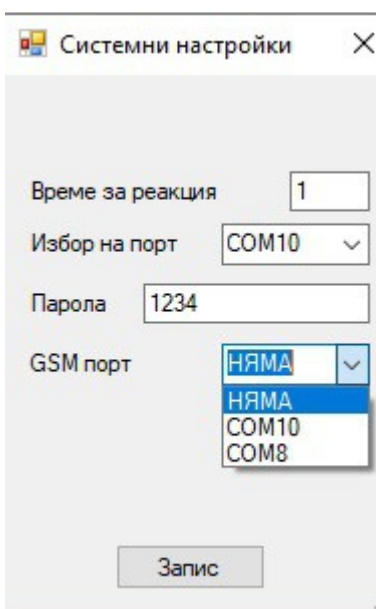 Системни настройки
Време за реакция 1
Избор на порт COM10
Парола 1234
GSM порт НЯМА
НЯМА
COM10
COM8
Запис